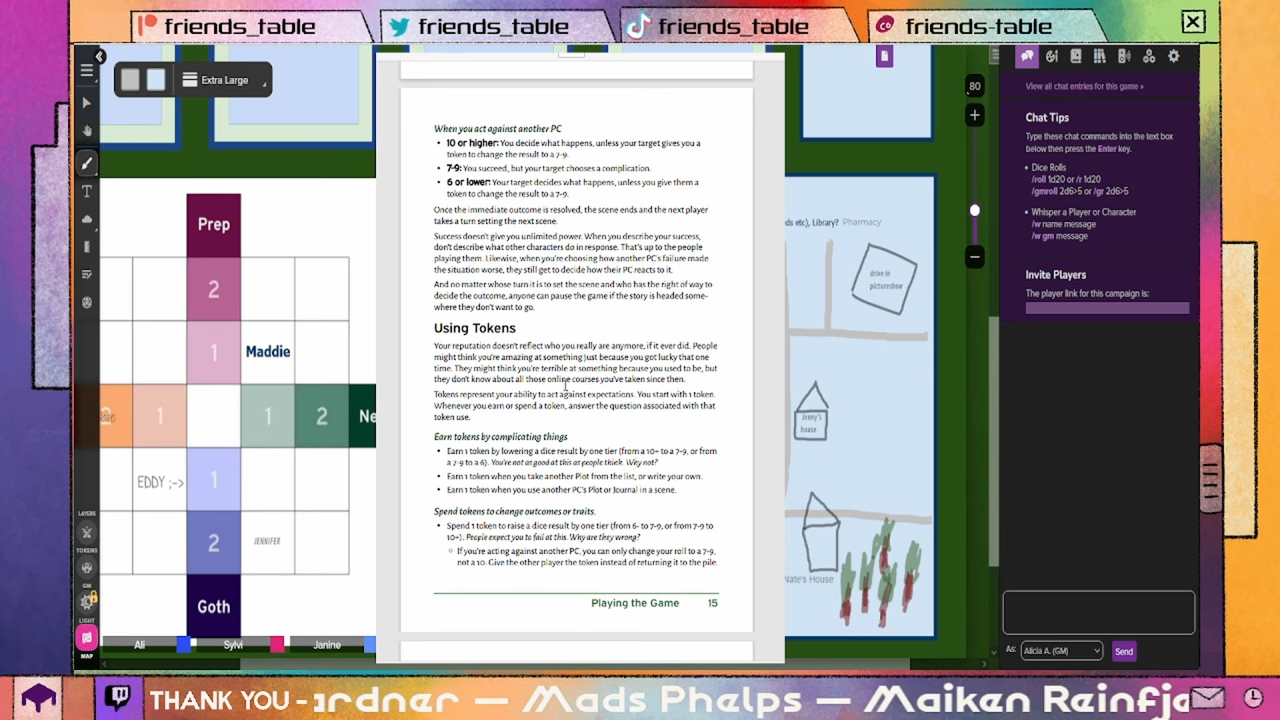 friends_table
friends_table
friends_table
friends-table
Extra Large
80
Prep
2
1
Maddie
1
1
2
Ne
EDDY ;->
1
2
JENNIFER
Goth
Ali
Sylvi
Janine
LAYERS
TOKENS
GM
LIGHT
MAP
When you act against another PC
• 10 or higher: You decide what happens, unless your target gives you a
token to change the result to a 7-9.
• 7-9: You succeed, but your target chooses a complication.
• 6 or lower: Your target decides what happens, unless you give them a
token to change the result to a 7-9.
Once the immediate outcome is resolved, the scene ends and the next player
takes a turn setting the next scene.
Success doesn't give you unlimited power. When you describe your success,
don't describe what other characters do in response. That's up to the people
playing them. Likewise, when you're choosing how another PC's failure made
the situation worse, they still get to decide how their PC reacts to it.
And no matter whose turn it is to set the scene and who has the right of way to
decide the outcome, anyone can pause the game if the story is headed some-
where they don't want to go.
Using Tokens
Your reputation doesn't reflect who you really are anymore, if it ever did. People
might think you're amazing at something just because you got lucky that one
time. They might think you're terrible at something because you used to be, but
they don't know about all those online courses you've taken since then.
Tokens represent your ability to act against expectations. You start with 1 token.
Whenever you earn or spend a token, answer the question associated with that
token use.
Earn tokens by complicating things
• Earn 1 token by lowering a dice result by one tier (from a 10+ to a 7-9, or from
a 7-9 to a 6). You're not as good at this as people think. Why not?
• Earn 1 token when you take another Plot from the list, or write your own.
• Earn 1 token when you use another PC's Plot or Journal in a scene.
Spend tokens to change outcomes or traits.
• Spend 1 token to raise a dice result by one tier (from 6- to 7-9, or from 7-9 to
10+). People expect you to fail at this. Why are they wrong?
○ If you're acting against another PC, you can only change your roll to a 7-9,
not a 10. Give the other player the token instead of returning it to the pile.
Playing the Game 15
ds etc), Library? Pharmacy
drive in
pictureshow
Jenny's
house
Nate's House
View all chat entries for this game »
Chat Tips
Type these chat commands into the text box
below then press the Enter key.
• Dice Rolls
/roll 1d20 or /r 1d20
/gmroll 2d6>5 or /gr 2d6>5
• Whisper a Player or Character
/w name message
/w gm message
Invite Players
The player link for this campaign is:
As: Alicia A. (GM) Send
THANK YOU - ardner — Mads Phelps — Maiken Reinfje